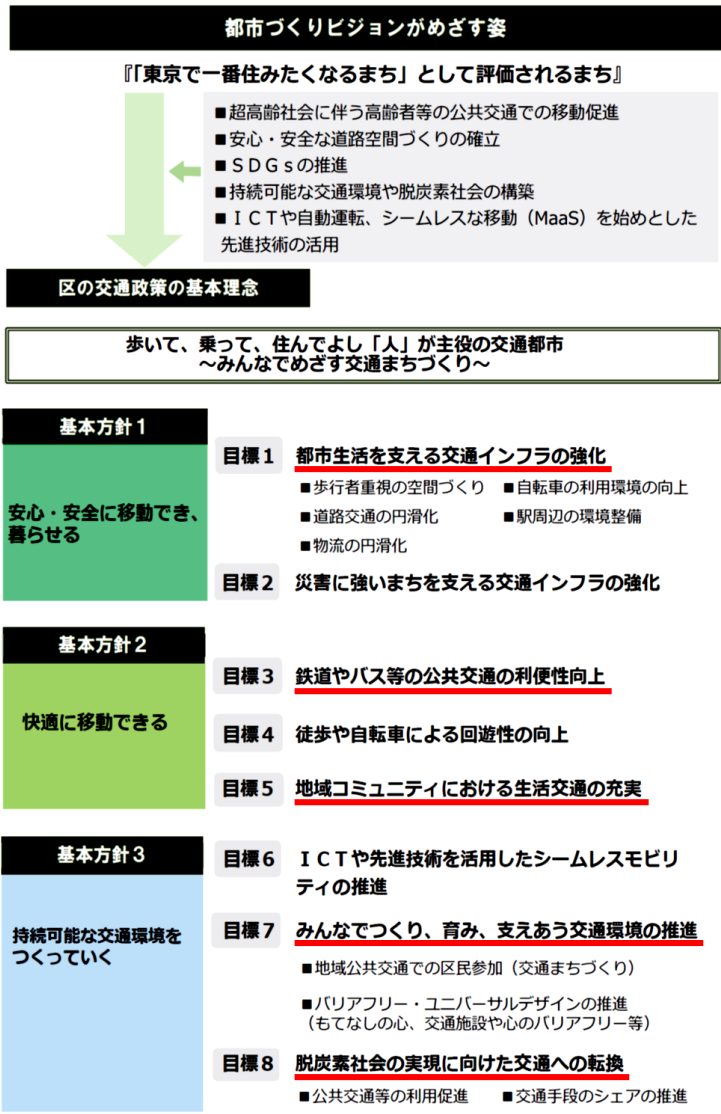 都市づくりビジョンがめざす姿
『「東京で一番住みたくなるまち」として評価されるまち』
■超高齢社会に伴う高齢者等の公共交通での移動促進
■安心・安全な道路空間づくりの確立
■ＳＤＧｓの推進
■持続可能な交通環境や脱炭素社会の構築
■ＩＣＴや自動運転、シームレスな移動（MaaS）を始めとした
先進技術の活用
区の交通政策の基本理念
歩いて、乗って、住んでよし「人」が主役の交通都市
～みんなでめざす交通まちづくり～
基本方針１
安心・安全に移動でき、
暮らせる
目標１ 都市生活を支える交通インフラの強化
■歩行者重視の空間づくり ■自転車の利用環境の向上
■道路交通の円滑化 ■駅周辺の環境整備
■物流の円滑化
目標２ 災害に強いまちを支える交通インフラの強化
基本方針２
快適に移動できる
目標３ 鉄道やバス等の公共交通の利便性向上
目標４ 徒歩や自転車による回遊性の向上
目標５ 地域コミュニティにおける生活交通の充実
基本方針３
持続可能な交通環境を
つくっていく
目標６ ＩＣＴや先進技術を活用したシームレスモビリ
ティの推進
目標７ みんなでつくり、育み、支えあう交通環境の推進
■地域公共交通での区民参加（交通まちづくり）
■バリアフリー・ユニバーサルデザインの推進
（もてなしの心、交通施設や心のバリアフリー等）
目標８ 脱炭素社会の実現に向けた交通への転換
■公共交通等の利用促進 ■交通手段のシェアの推進